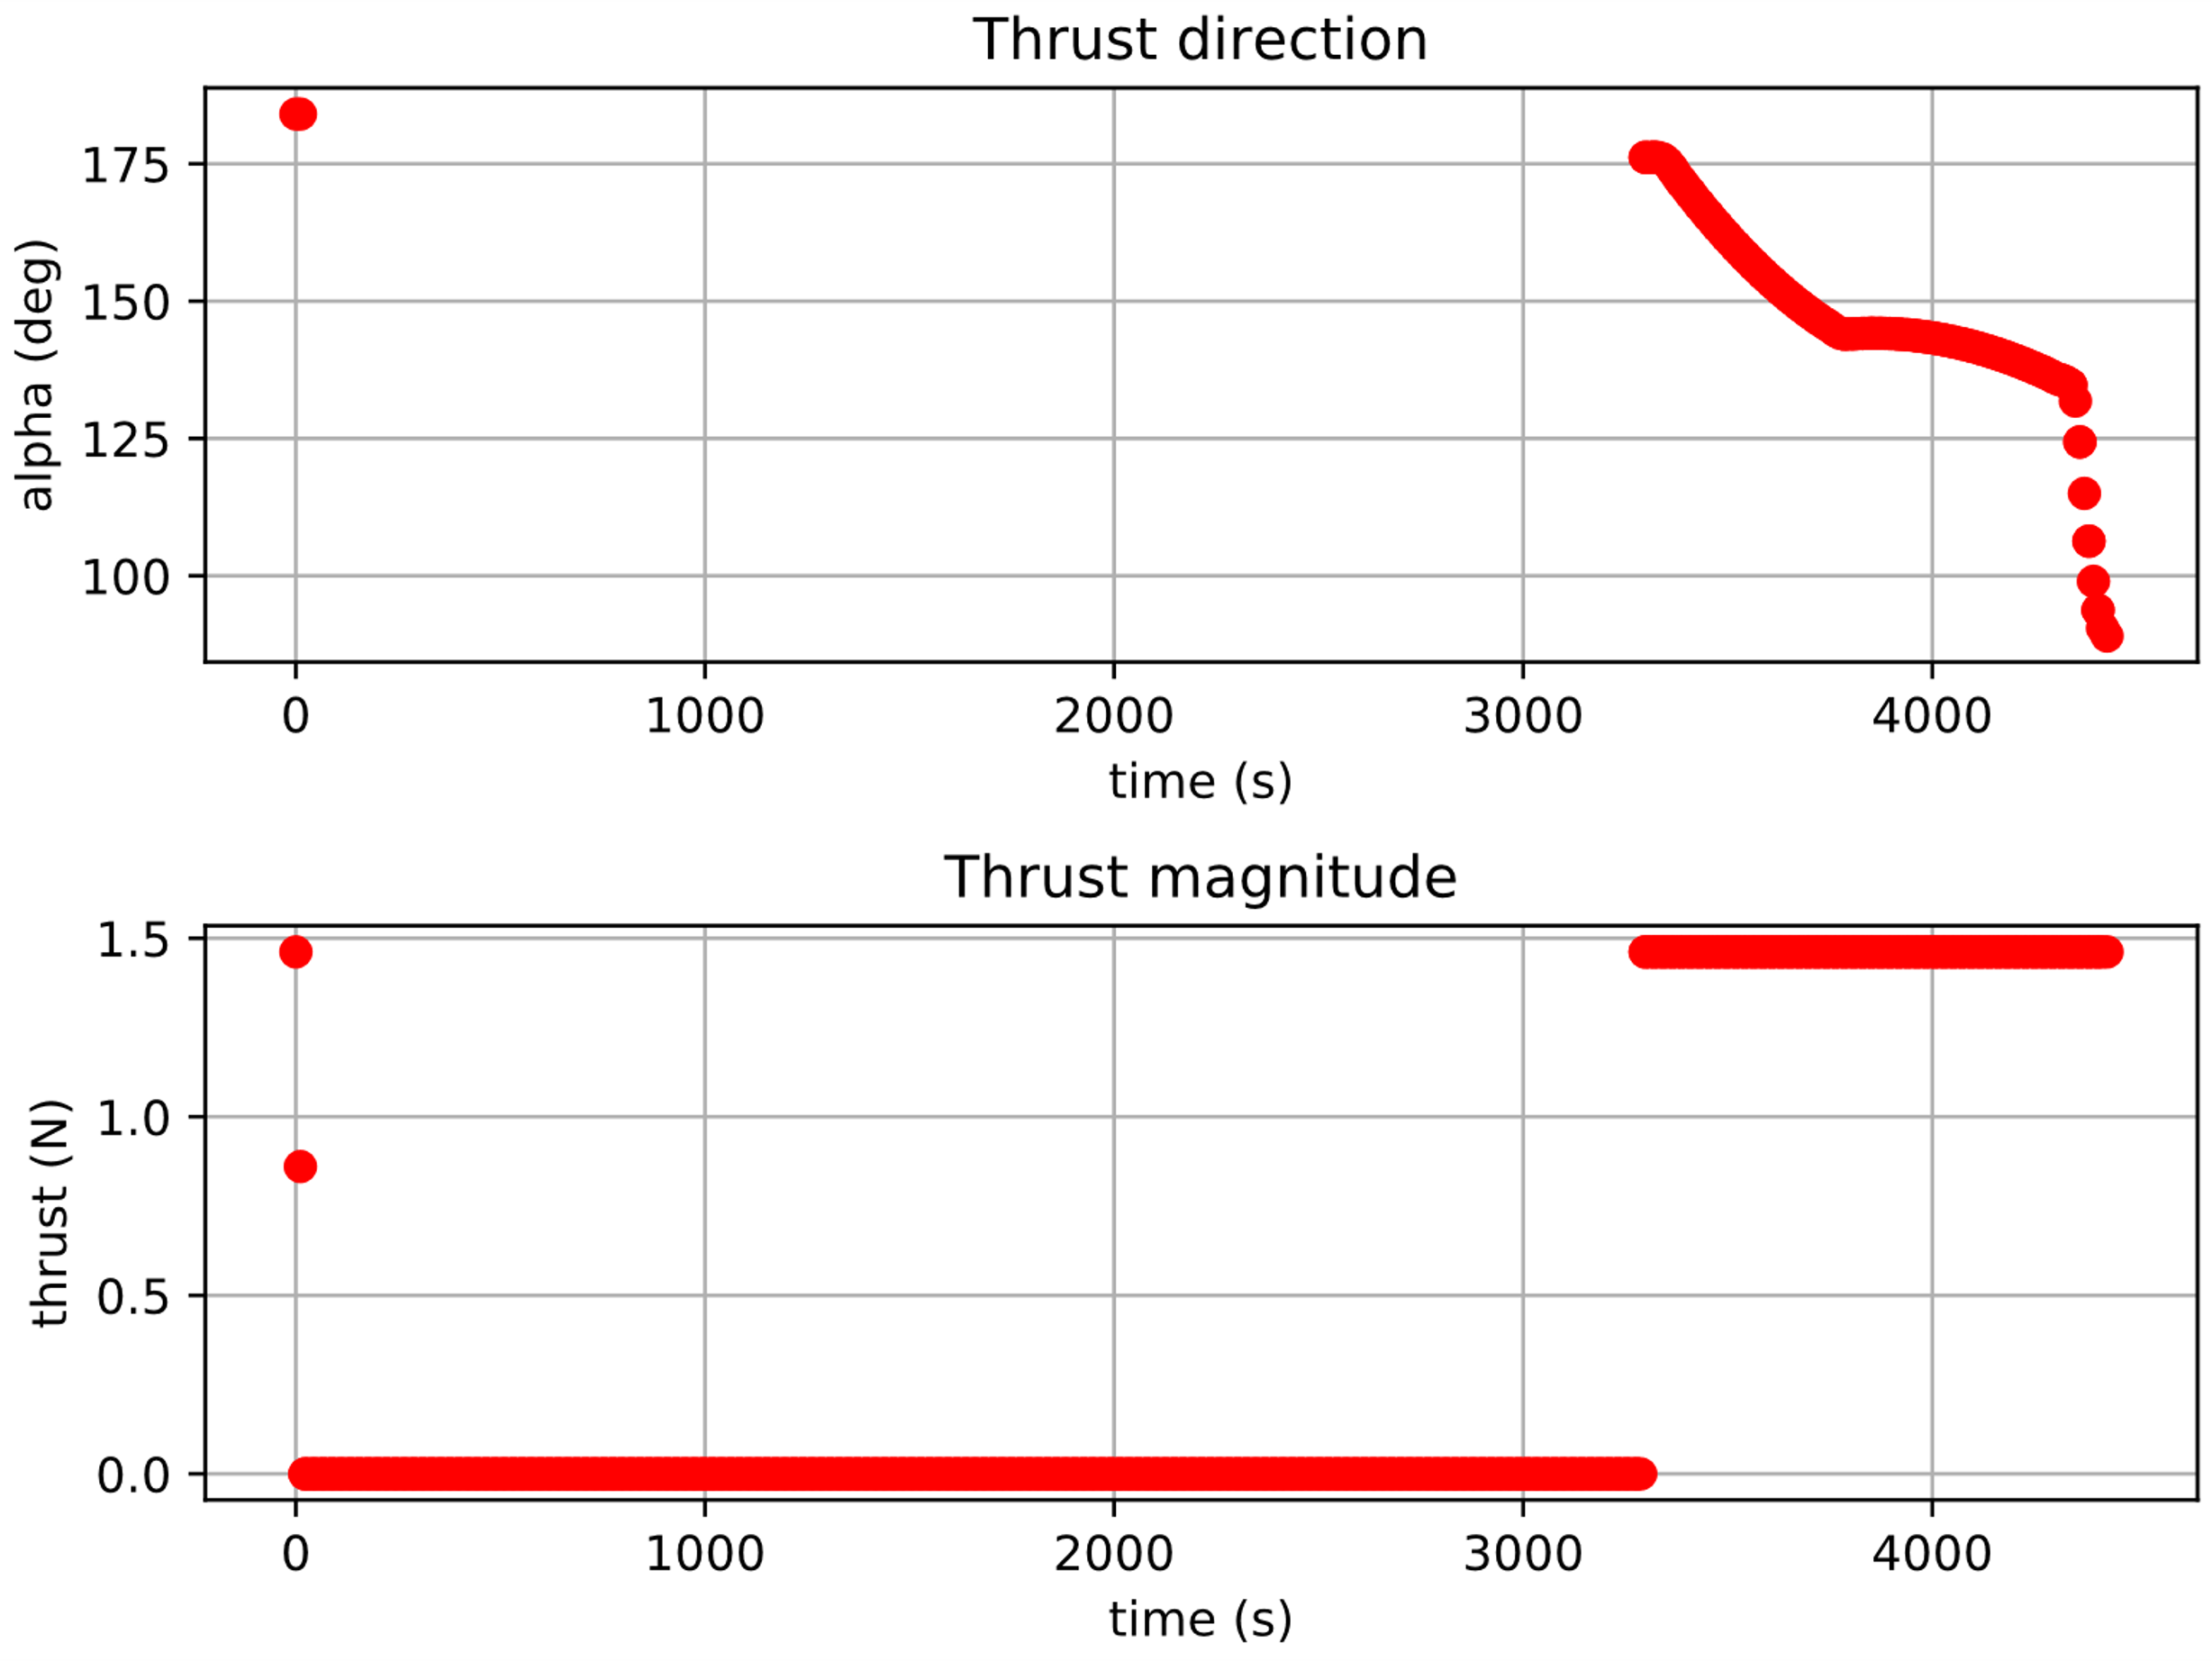 Thrust direction
alpha (deg)
175
150
125
100
0 1000 2000 3000 4000
time (s)
Thrust magnitude
thrust (N)
1.5
1.0
0.5
0.0
0 1000 2000 3000 4000
time (s)